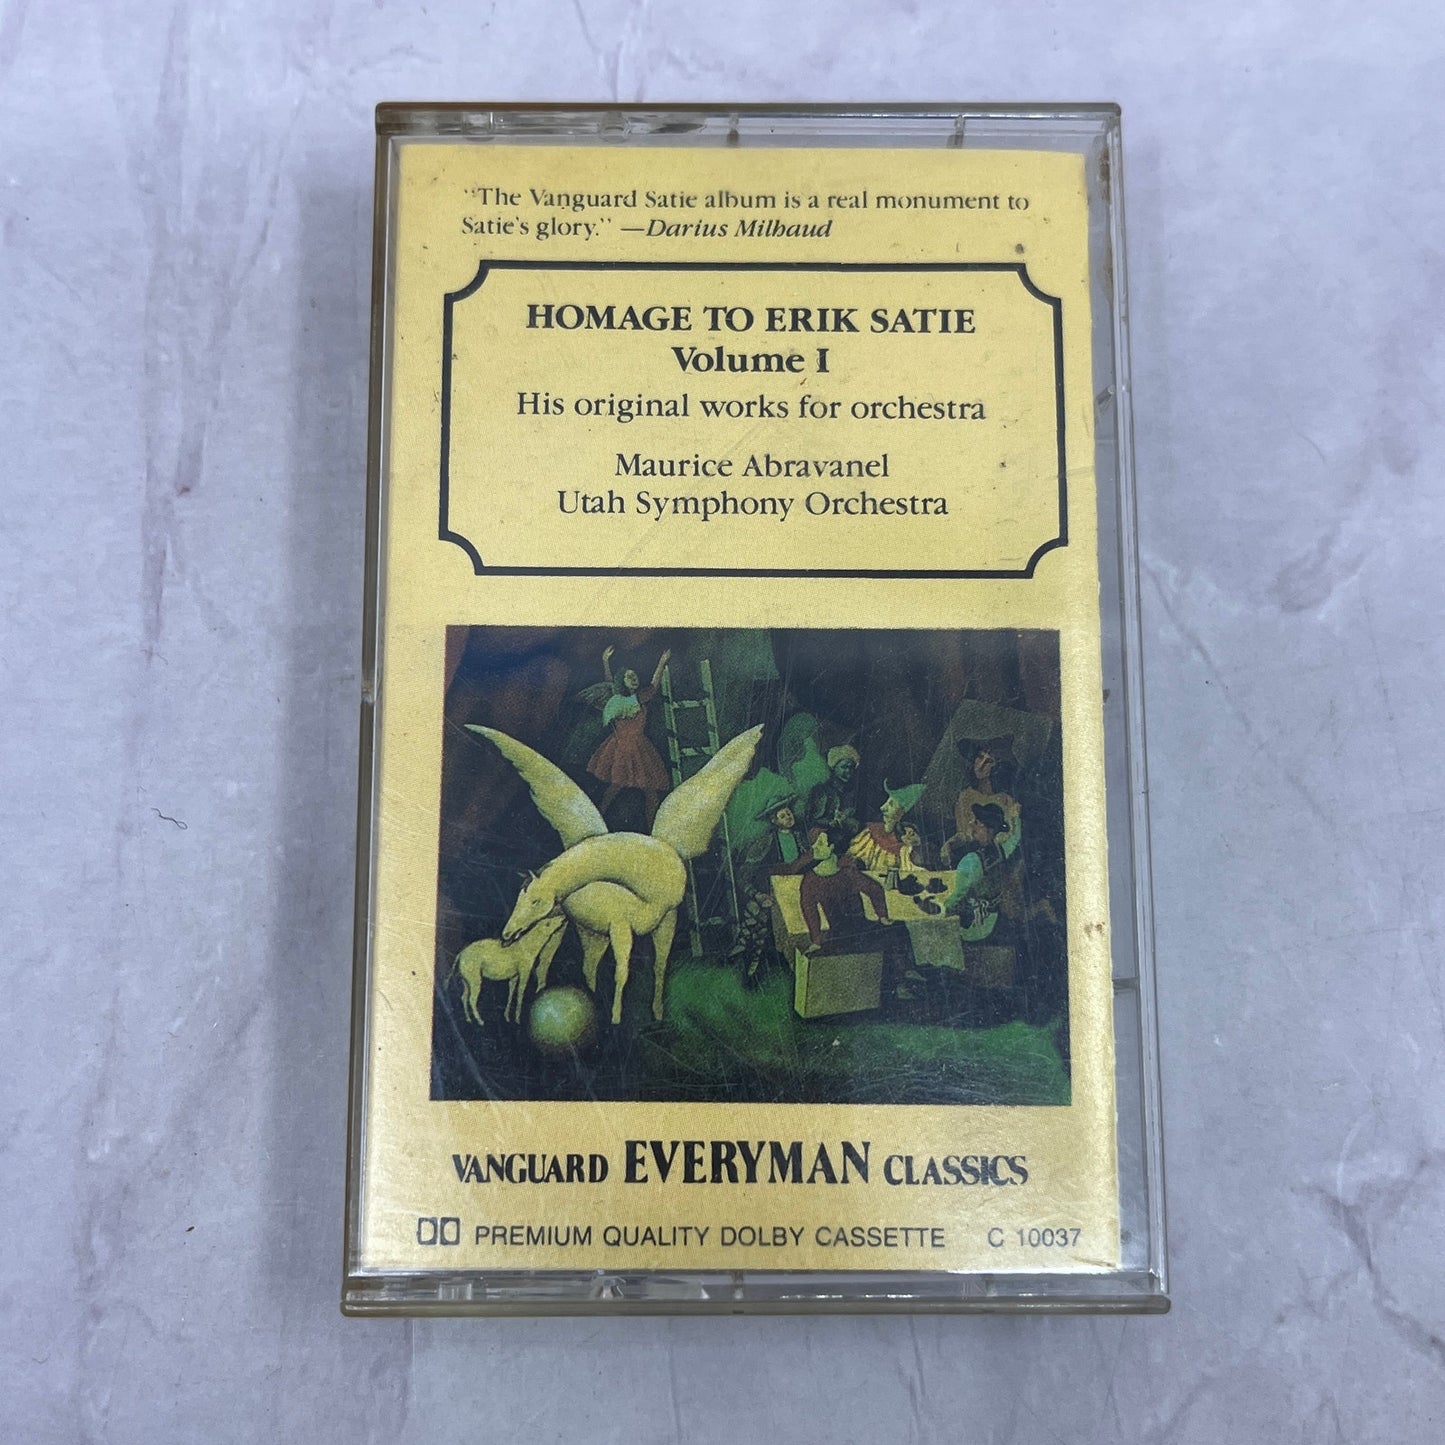 "The Vanguard Satie album is a real monument to
Satie's glory." —Darius Milhaud
HOMAGE TO ERIK SATIE
Volume I
His original works for orchestra
Maurice Abravanel
Utah Symphony Orchestra
VANGUARD EVERYMAN CLASSICS
PREMIUM QUALITY DOLBY CASSETTE C 10037